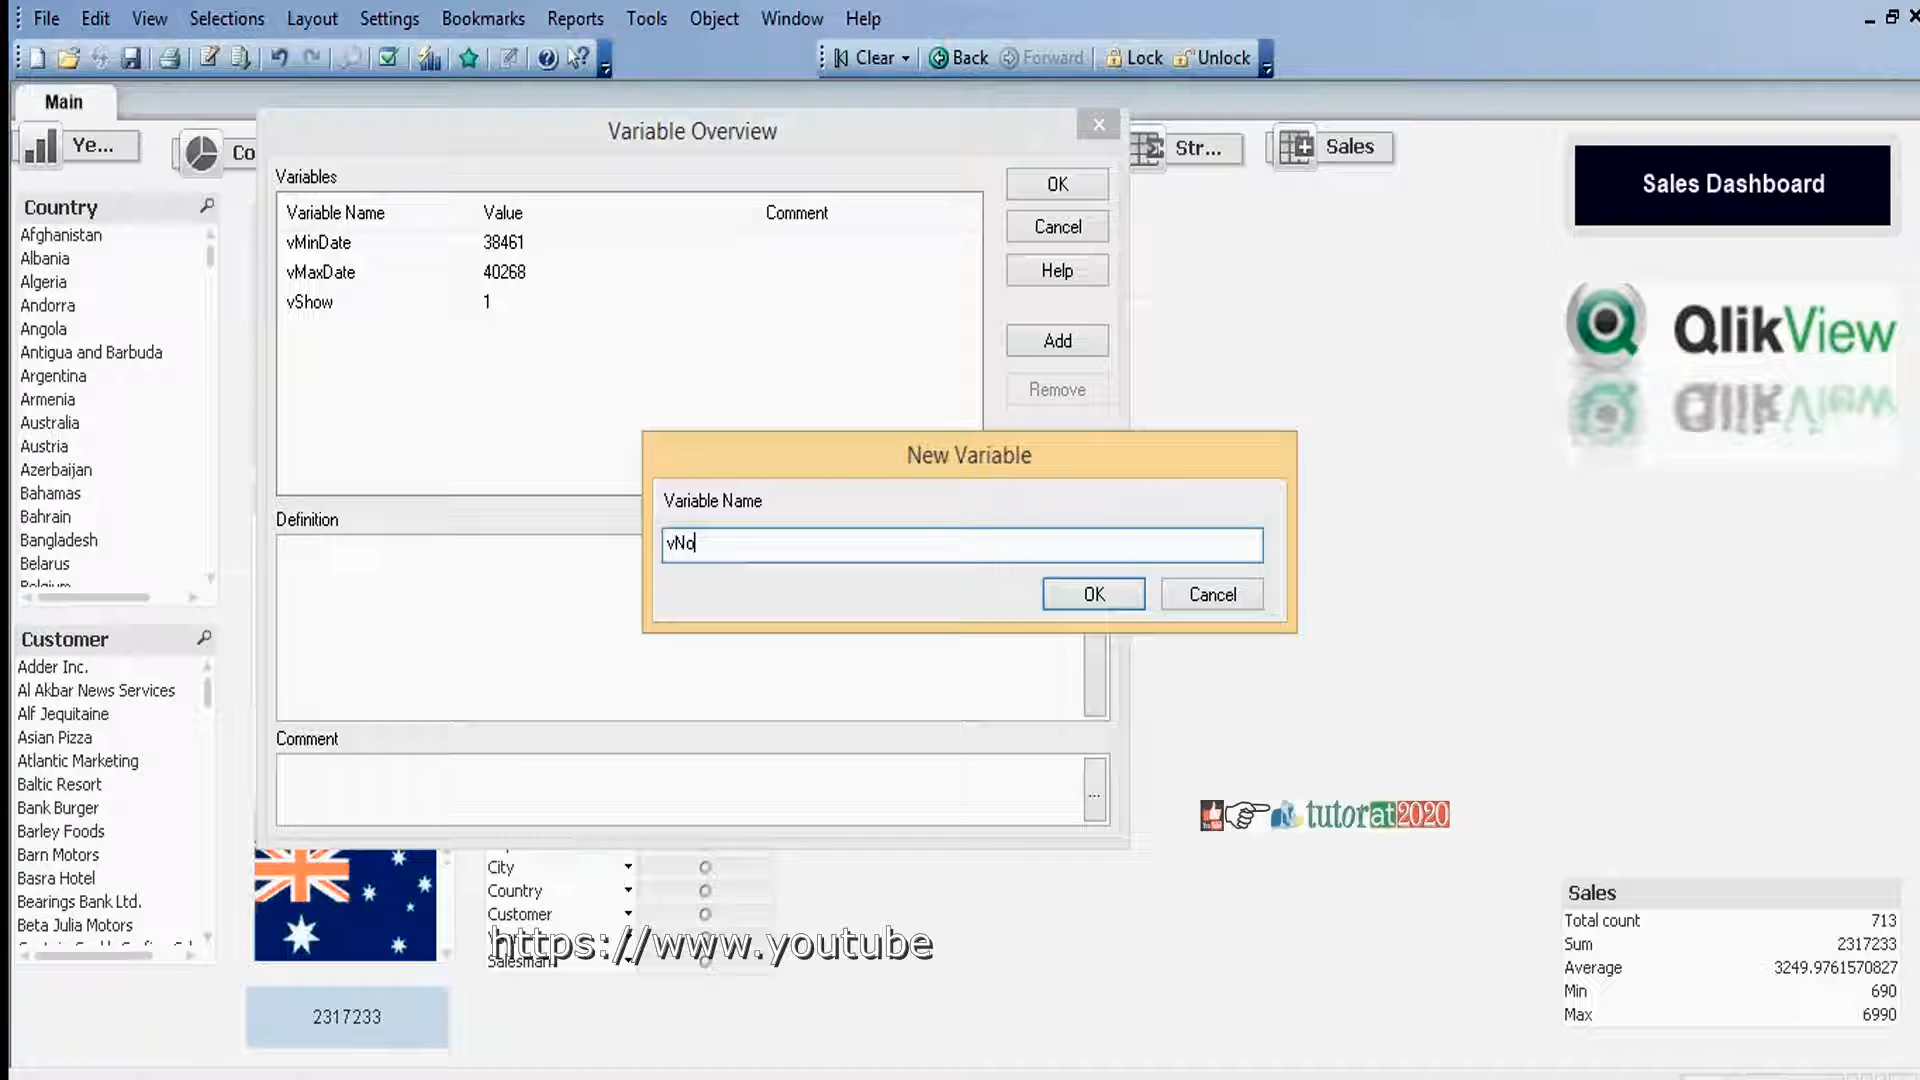 File Edit View Selections Layout Settings Bookmarks Reports Tools Object Window Help
Clear Back Forward Lock Unlock
Main
Ye...
Co
Str...
Sales
Variable Overview
Variables
Variable Name Value Comment
vMinDate 38461
vMaxDate 40268
vShow 1
OK
Cancel
Help
Add
Remove
New Variable
Variable Name
vNo
OK Cancel
Definition
Comment
...
Country
Afghanistan
Albania
Algeria
Andorra
Angola
Antigua and Barbuda
Argentina
Armenia
Australia
Austria
Azerbaijan
Bahamas
Bahrain
Bangladesh
Belarus
Belgium
Customer
Adder Inc.
Al Akbar News Services
Alf Jequitaine
Asian Pizza
Atlantic Marketing
Baltic Resort
Bank Burger
Barley Foods
Barn Motors
Basra Hotel
Bearings Bank Ltd.
Beta Julia Motors
City
Country
Customer
Salesman
https://www.youtube
2317233
Sales Dashboard
QlikView
tutorat2020
Sales
Total count 713
Sum 2317233
Average 3249.9761570827
Min 690
Max 6990